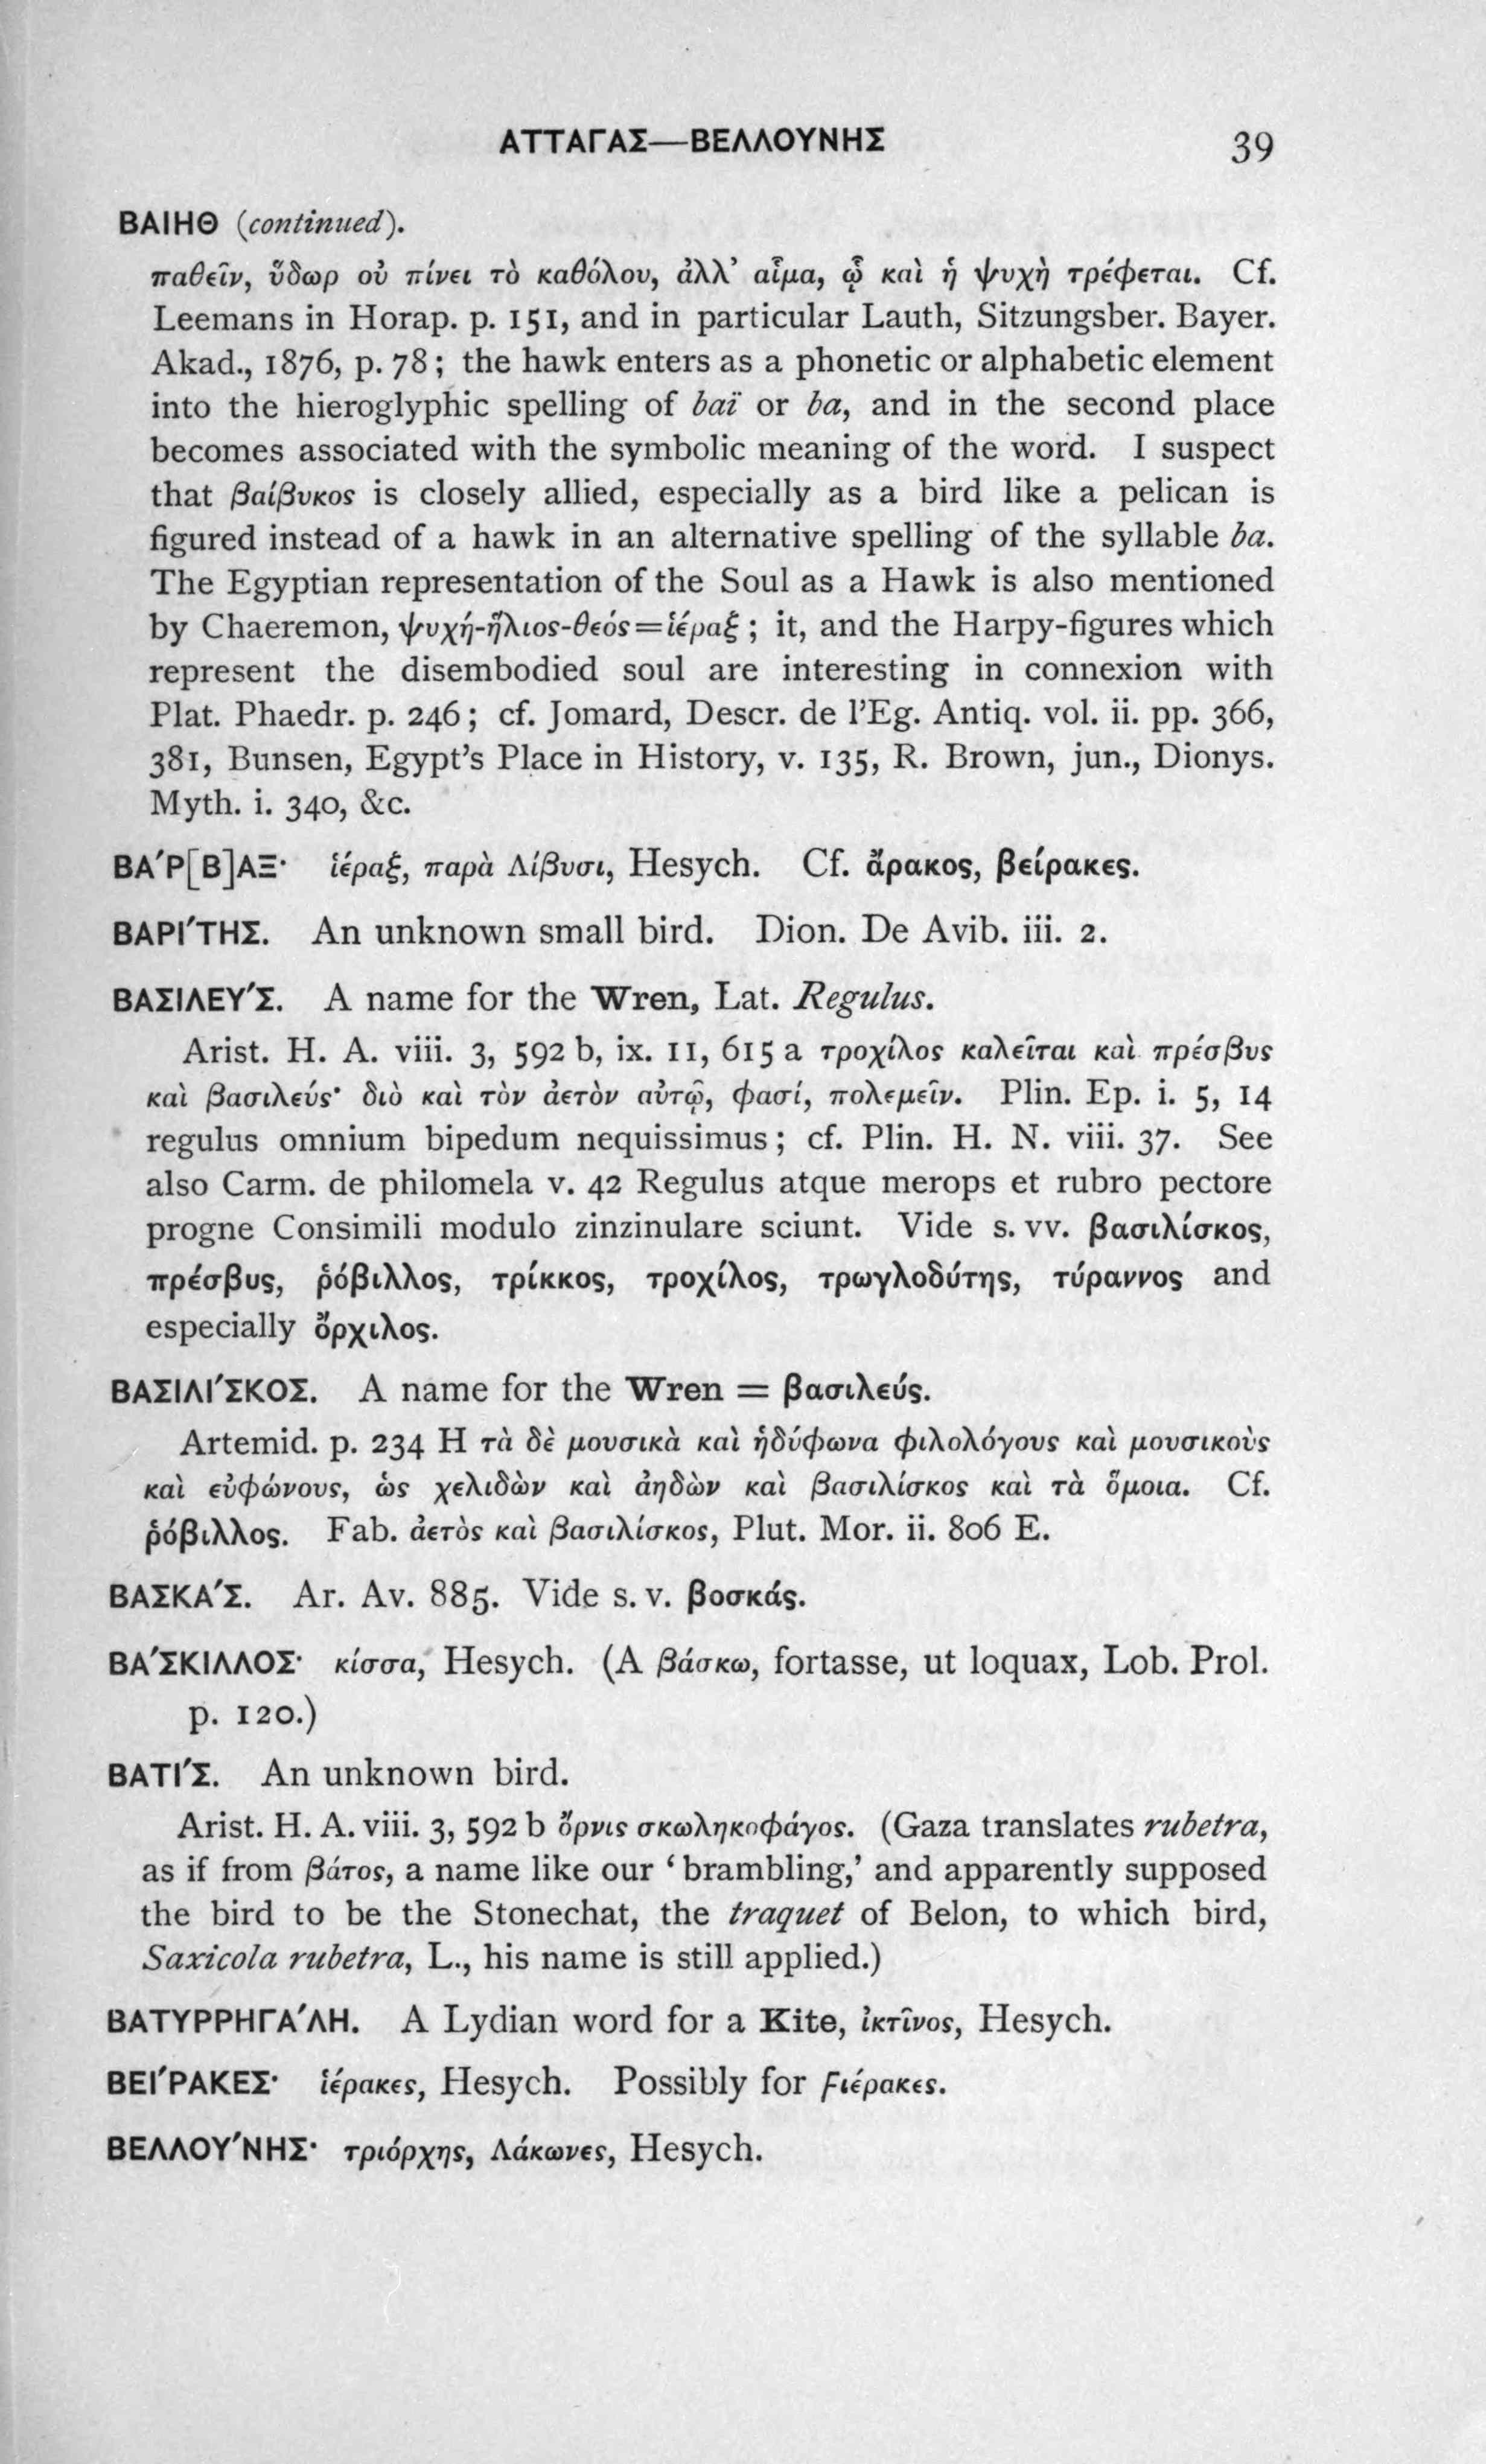 ΑΤΤΑΓΑΣ—ΒΕΛΛΟΥΝΗΣ 39
ΒΑΙΗΘ (continued).
παθεῖν, ὕδωρ οὐ πίνει τὸ καθόλου, ἀλλ’ αἷμα, ᾧ καὶ ἡ ψυχὴ τρέφεται. Cf.
Leemans in Horap. p. 151, and in particular Lauth, Sitzungsber. Bayer.
Akad., 1876, p. 78; the hawk enters as a phonetic or alphabetic element
into the hieroglyphic spelling of baï or ba, and in the second place
becomes associated with the symbolic meaning of the word. I suspect
that βαίβυκος is closely allied, especially as a bird like a pelican is
figured instead of a hawk in an alternative spelling of the syllable ba.
The Egyptian representation of the Soul as a Hawk is also mentioned
by Chaeremon, ψυχή-ἥλιος-θεός=ἱέραξ; it, and the Harpy-figures which
represent the disembodied soul are interesting in connexion with
Plat. Phaedr. p. 246; cf. Jomard, Descr. de l’Eg. Antiq. vol. ii. pp. 366,
381, Bunsen, Egypt’s Place in History, v. 135, R. Brown, jun., Dionys.
Myth. i. 340, &c.
ΒΑ´Ρ[Β]ΑΞ· ἱέραξ, παρὰ Λίβυσι, Hesych. Cf. ἄρακος, βείρακες.
ΒΑΡΙ´ΤΗΣ. An unknown small bird. Dion. De Avib. iii. 2.
ΒΑΣΙΛΕΥ´Σ. A name for the Wren, Lat. Regulus.
Arist. H. A. viii. 3, 592 b, ix. 11, 615 a τροχίλος καλεῖται καὶ πρέσβυς
καὶ βασιλεύς· διὸ καὶ τὸν ἀετὸν αὐτῷ, φασί, πολεμεῖν. Plin. Ep. i. 5, 14
regulus omnium bipedum nequissimus; cf. Plin. H. N. viii. 37. See
also Carm. de philomela v. 42 Regulus atque merops et rubro pectore
progne Consimili modulo zinzinulare sciunt. Vide s. vv. βασιλίσκος,
πρέσβυς, ῥόβιλλος, τρίκκος, τροχίλος, τρωγλοδύτης, τύραννος and
especially ὄρχιλος.
ΒΑΣΙΛΙ´ΣΚΟΣ. A name for the Wren = βασιλεύς.
Artemid. p. 234 H τὰ δὲ μουσικὰ καὶ ἡδύφωνα φιλολόγους καὶ μουσικοὺς
καὶ εὐφώνους, ὡς χελιδὼν καὶ ἀηδὼν καὶ βασιλίσκος καὶ τὰ ὅμοια. Cf.
ῥόβιλλος. Fab. ἀετὸς καὶ βασιλίσκος, Plut. Mor. ii. 806 E.
ΒΑΣΚΑ´Σ. Ar. Av. 885. Vide s. v. βοσκάς.
ΒΑ´ΣΚΙΛΛΟΣ· κίσσα, Hesych. (A βάσκω, fortasse, ut loquax, Lob. Prol.
p. 120.)
ΒΑΤΙ´Σ. An unknown bird.
Arist. H. A. viii. 3, 592 b ὄρνις σκωληκοφάγος. (Gaza translates rubetra,
as if from βάτος, a name like our ‘brambling,’ and apparently supposed
the bird to be the Stonechat, the traquet of Belon, to which bird,
Saxicola rubetra, L., his name is still applied.)
ΒΑΤΥΡΡΗΓΑ´ΛΗ. A Lydian word for a Kite, ἰκτῖνος, Hesych.
ΒΕΙ´ΡΑΚΕΣ· ἱέρακες, Hesych. Possibly for ϝιέρακες.
ΒΕΛΛΟΥ´ΝΗΣ· τριόρχης, Λάκωνες, Hesych.